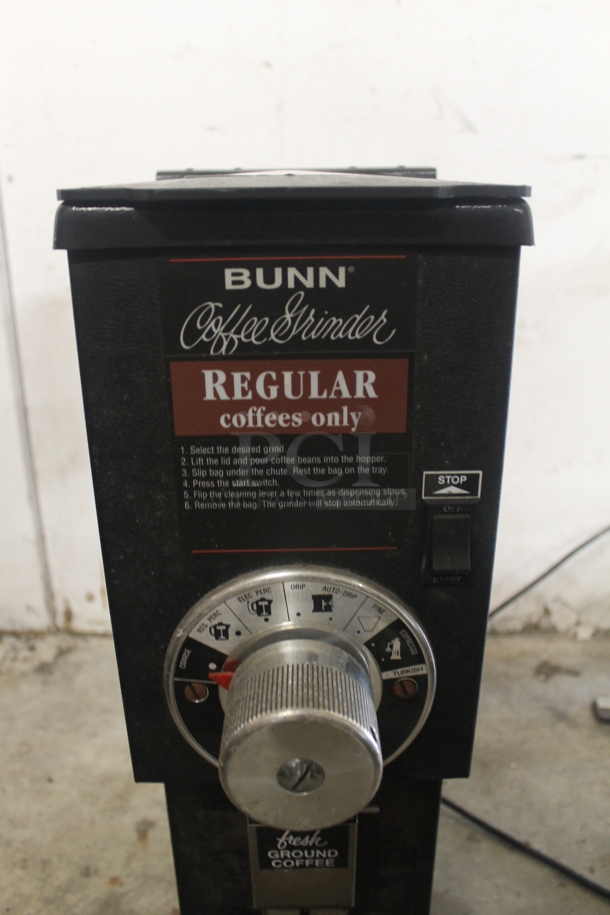 BUNN®
Coffee Grinder
REGULAR
coffees only
1. Select the desired grind.
2. Lift the lid and pour coffee beans into the hopper.
3. Slip bag under the chute. Rest the bag on the tray.
4. Press the start switch.
5. Flip the cleaning lever a few times as dispensing slows.
6. Remove the bag. The grinder will stop automatically.
STOP
OFF
COARSE
REG PERC
ELEC PERC
DRIP
AUTO-DRIP
FINE
ESPRESSO
TURKISH
fresh
GROUND
COFFEE